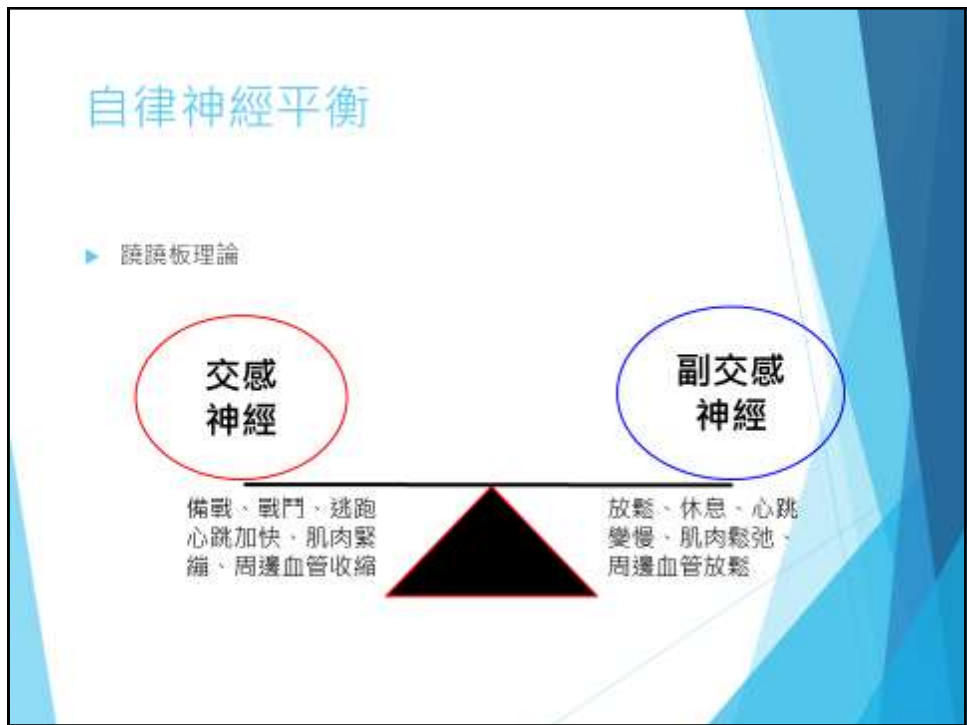 自律神經平衡
蹺蹺板理論
交感
神經
副交感
神經
備戰、戰鬥、逃跑
心跳加快、肌肉緊
繃、周邊血管收縮
放鬆、休息、心跳
變慢、肌肉鬆弛、
周邊血管放鬆